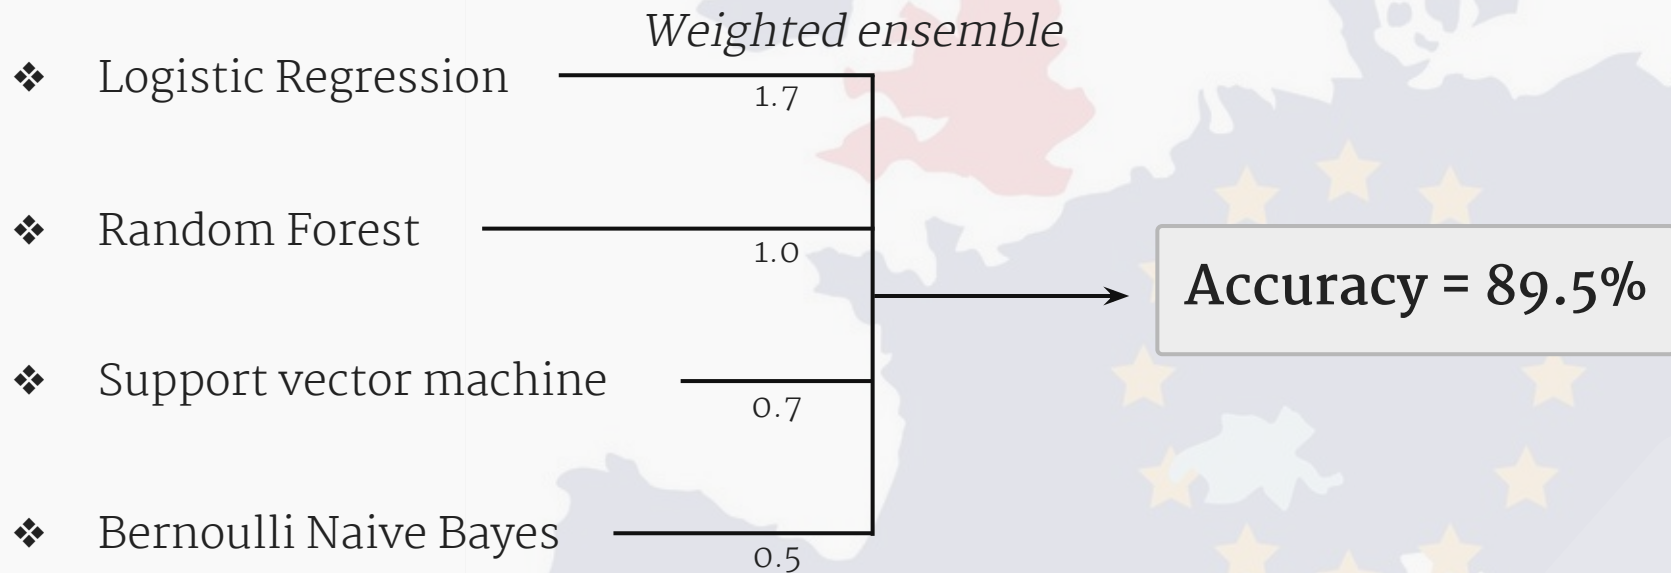 Weighted ensemble
❖ Logistic Regression
1.7
❖ Random Forest
1.0
Accuracy = 89.5%
❖ Support vector machine
0.7
❖ Bernoulli Naive Bayes
0.5